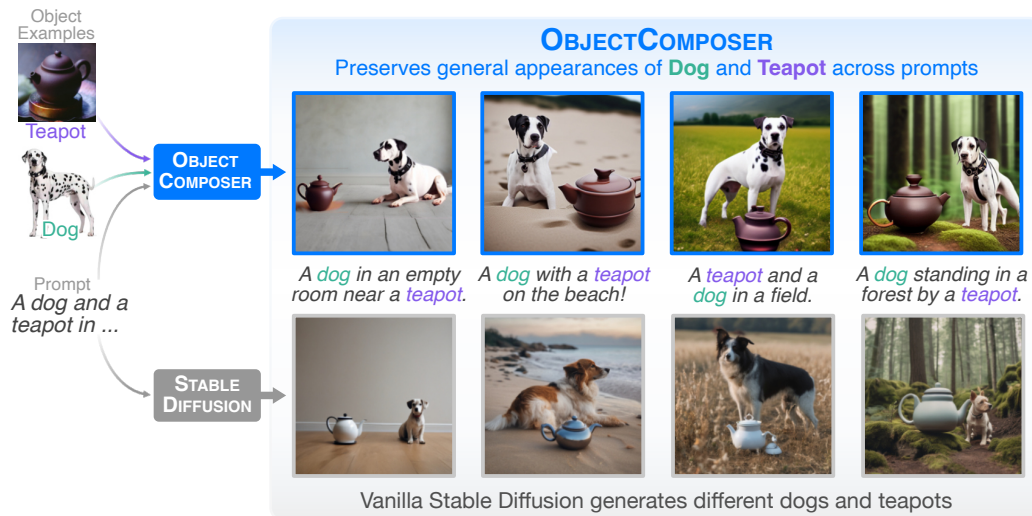 Object
Examples
Teapot
Dog
Prompt
A dog and a
teapot in ...
OBJECT
COMPOSER
STABLE
DIFFUSION
OBJECTCOMPOSER
Preserves general appearances of Dog and Teapot across prompts
A dog in an empty
room near a teapot.
A dog with a teapot
on the beach!
A teapot and a
dog in a field.
A dog standing in a
forest by a teapot.
Vanilla Stable Diffusion generates different dogs and teapots